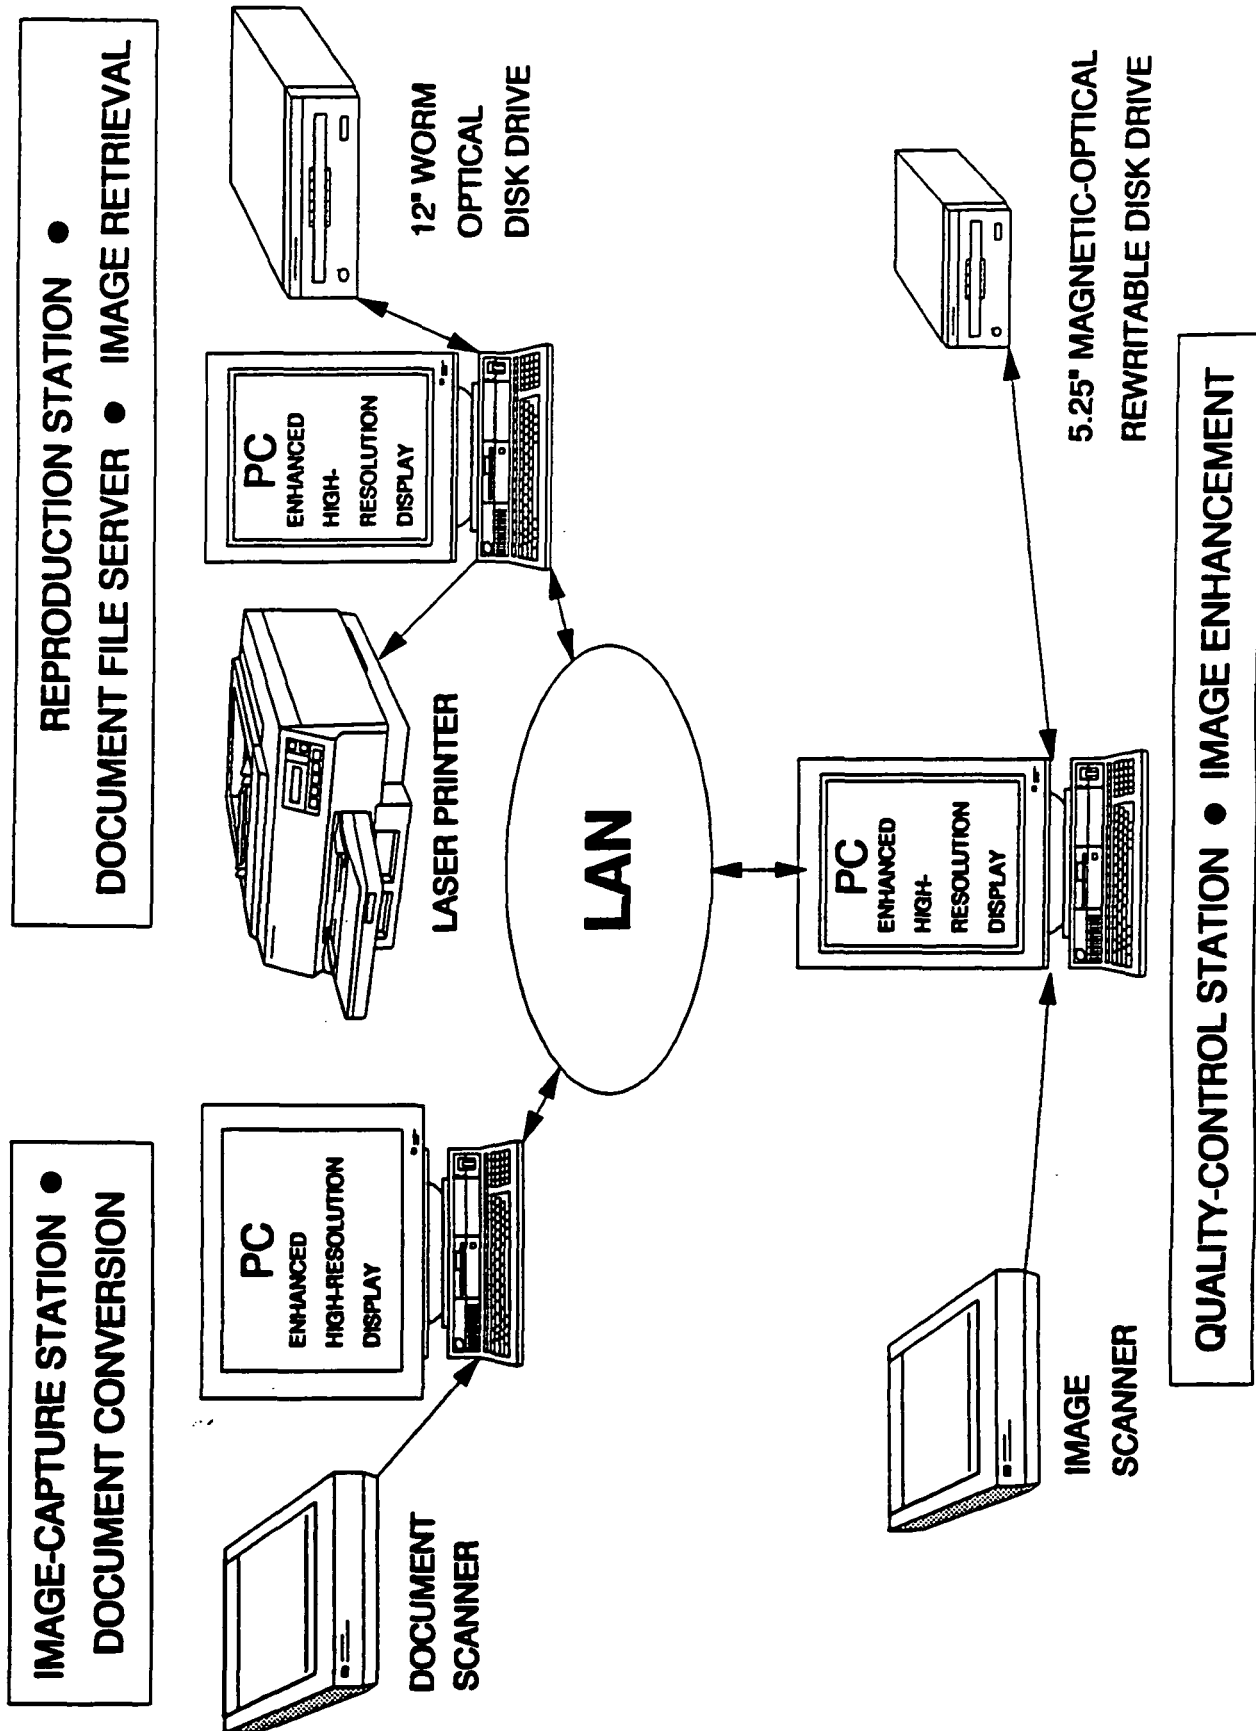 IMAGE-CAPTURE STATION ●
DOCUMENT CONVERSION
REPRODUCTION STATION ●
DOCUMENT FILE SERVER ● IMAGE RETRIEVAL
PC
ENHANCED
HIGH-RESOLUTION
DISPLAY
DOCUMENT
SCANNER
LASER PRINTER
PC
ENHANCED
HIGH-
RESOLUTION
DISPLAY
12" WORM
OPTICAL
DISK DRIVE
LAN
IMAGE
SCANNER
PC
ENHANCED
HIGH-
RESOLUTION
DISPLAY
5.25" MAGNETIC-OPTICAL
REWRITABLE DISK DRIVE
QUALITY-CONTROL STATION ● IMAGE ENHANCEMENT